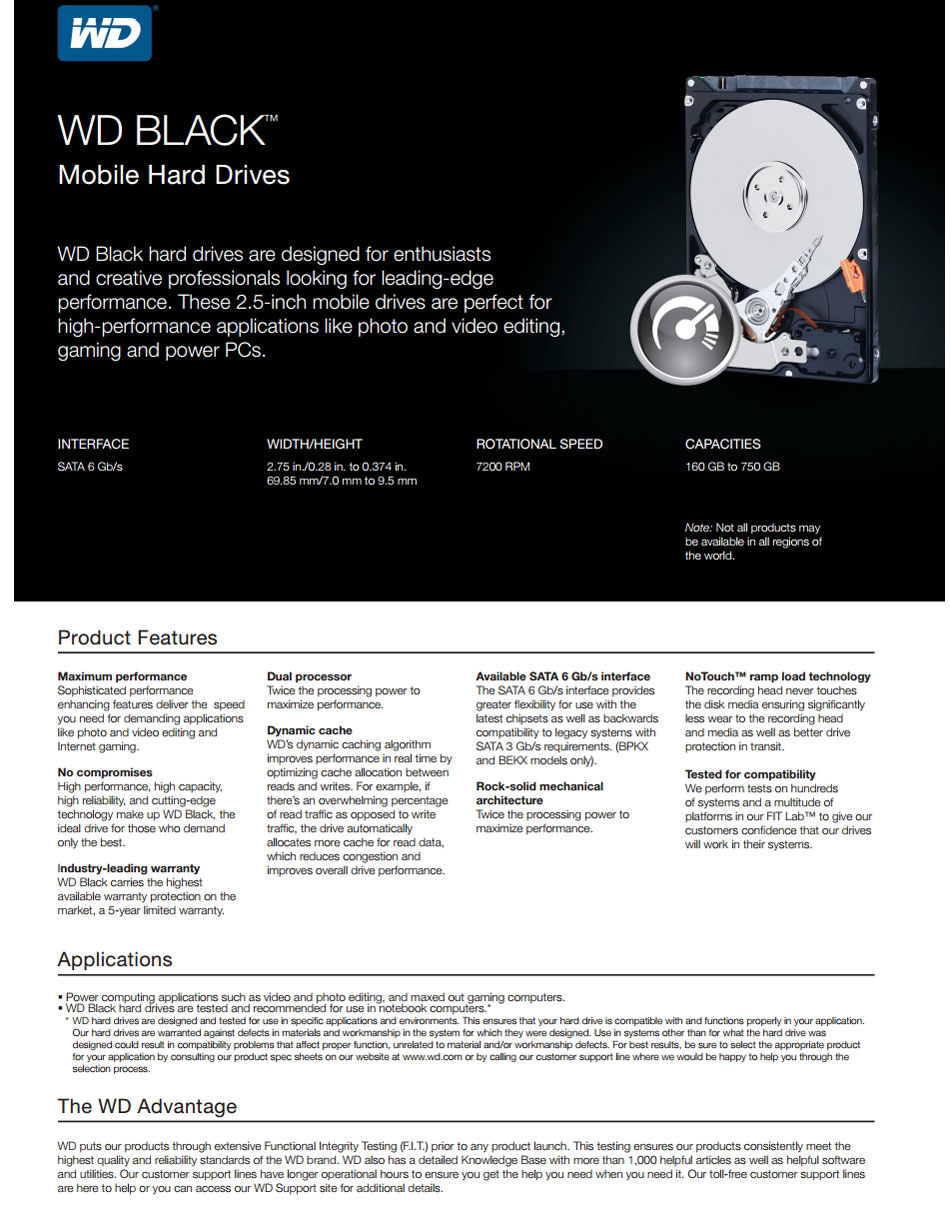 WD®
WD BLACK™
Mobile Hard Drives
WD Black hard drives are designed for enthusiasts
and creative professionals looking for leading-edge
performance. These 2.5-inch mobile drives are perfect for
high-performance applications like photo and video editing,
gaming and power PCs.
INTERFACE
SATA 6 Gb/s
WIDTH/HEIGHT
2.75 in./0.28 in. to 0.374 in.
69.85 mm/7.0 mm to 9.5 mm
ROTATIONAL SPEED
7200 RPM
CAPACITIES
160 GB to 750 GB
Note: Not all products may
be available in all regions of
the world.
Product Features
Maximum performance
Sophisticated performance
enhancing features deliver the speed
you need for demanding applications
like photo and video editing and
Internet gaming.
No compromises
High performance, high capacity,
high reliability, and cutting-edge
technology make up WD Black, the
ideal drive for those who demand
only the best.
Industry-leading warranty
WD Black carries the highest
available warranty protection on the
market, a 5-year limited warranty.
Dual processor
Twice the processing power to
maximize performance.
Dynamic cache
WD's dynamic caching algorithm
improves performance in real time by
optimizing cache allocation between
reads and writes. For example, if
there's an overwhelming percentage
of read traffic as opposed to write
traffic, the drive automatically
allocates more cache for read data,
which reduces congestion and
improves overall drive performance.
Available SATA 6 Gb/s interface
The SATA 6 Gb/s interface provides
greater flexibility for use with the
latest chipsets as well as backwards
compatibility to legacy systems with
SATA 3 Gb/s requirements. (BPKX
and BEKX models only).
Rock-solid mechanical
architecture
Twice the processing power to
maximize performance.
NoTouch™ ramp load technology
The recording head never touches
the disk media ensuring significantly
less wear to the recording head
and media as well as better drive
protection in transit.
Tested for compatibility
We perform tests on hundreds
of systems and a multitude of
platforms in our FIT Lab™ to give our
customers confidence that our drives
will work in their systems.
Applications
▪ Power computing applications such as video and photo editing, and maxed out gaming computers.
▪ WD Black hard drives are tested and recommended for use in notebook computers.*
* WD hard drives are designed and tested for use in specific applications and environments. This ensures that your hard drive is compatible with and functions properly in your application.
Our hard drives are warranted against defects in materials and workmanship in the system for which they were designed. Use in systems other than for what the hard drive was
designed could result in compatibility problems that affect proper function, unrelated to material and/or workmanship defects. For best results, be sure to select the appropriate product
for your application by consulting our product spec sheets on our website at www.wd.com or by calling our customer support line where we would be happy to help you through the
selection process.
The WD Advantage
WD puts our products through extensive Functional Integrity Testing (F.I.T.) prior to any product launch. This testing ensures our products consistently meet the
highest quality and reliability standards of the WD brand. WD also has a detailed Knowledge Base with more than 1,000 helpful articles as well as helpful software
and utilities. Our customer support lines have longer operational hours to ensure you get the help you need when you need it. Our toll-free customer support lines
are here to help or you can access our WD Support site for additional details.